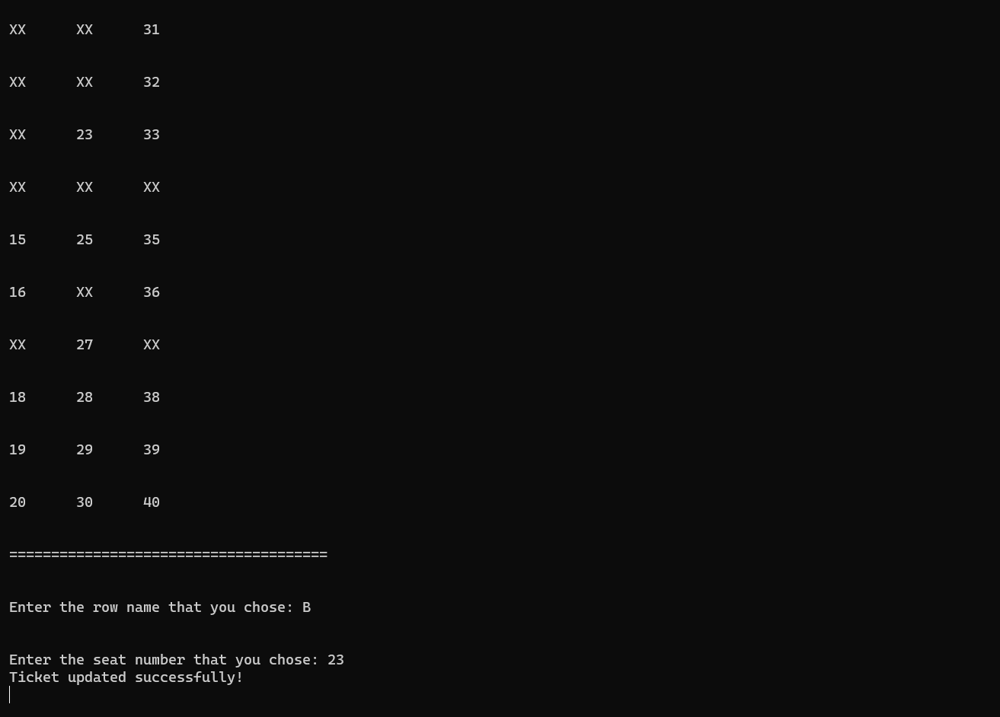 XX XX 31
XX XX 32
XX 23 33
XX XX XX
15 25 35
16 XX 36
XX 27 XX
18 28 38
19 29 39
20 30 40
======================================
Enter the row name that you chose: B
Enter the seat number that you chose: 23
Ticket updated successfully!